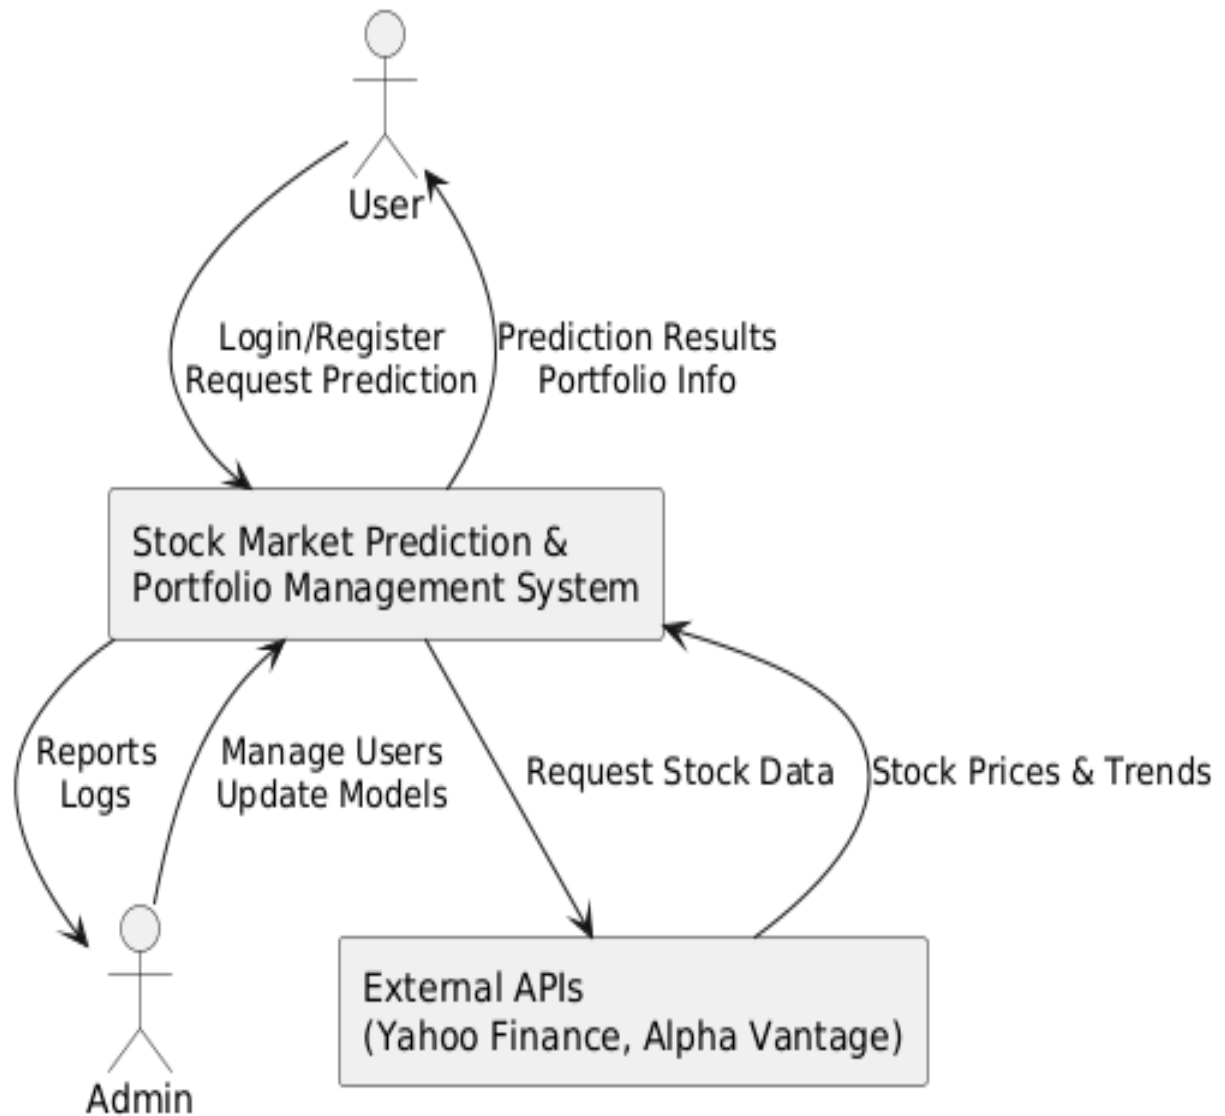 User
Login/Register
Request Prediction
Prediction Results
Portfolio Info
Stock Market Prediction &
Portfolio Management System
Reports
Logs
Manage Users
Update Models
Request Stock Data
Stock Prices & Trends
Admin
External APIs
(Yahoo Finance, Alpha Vantage)